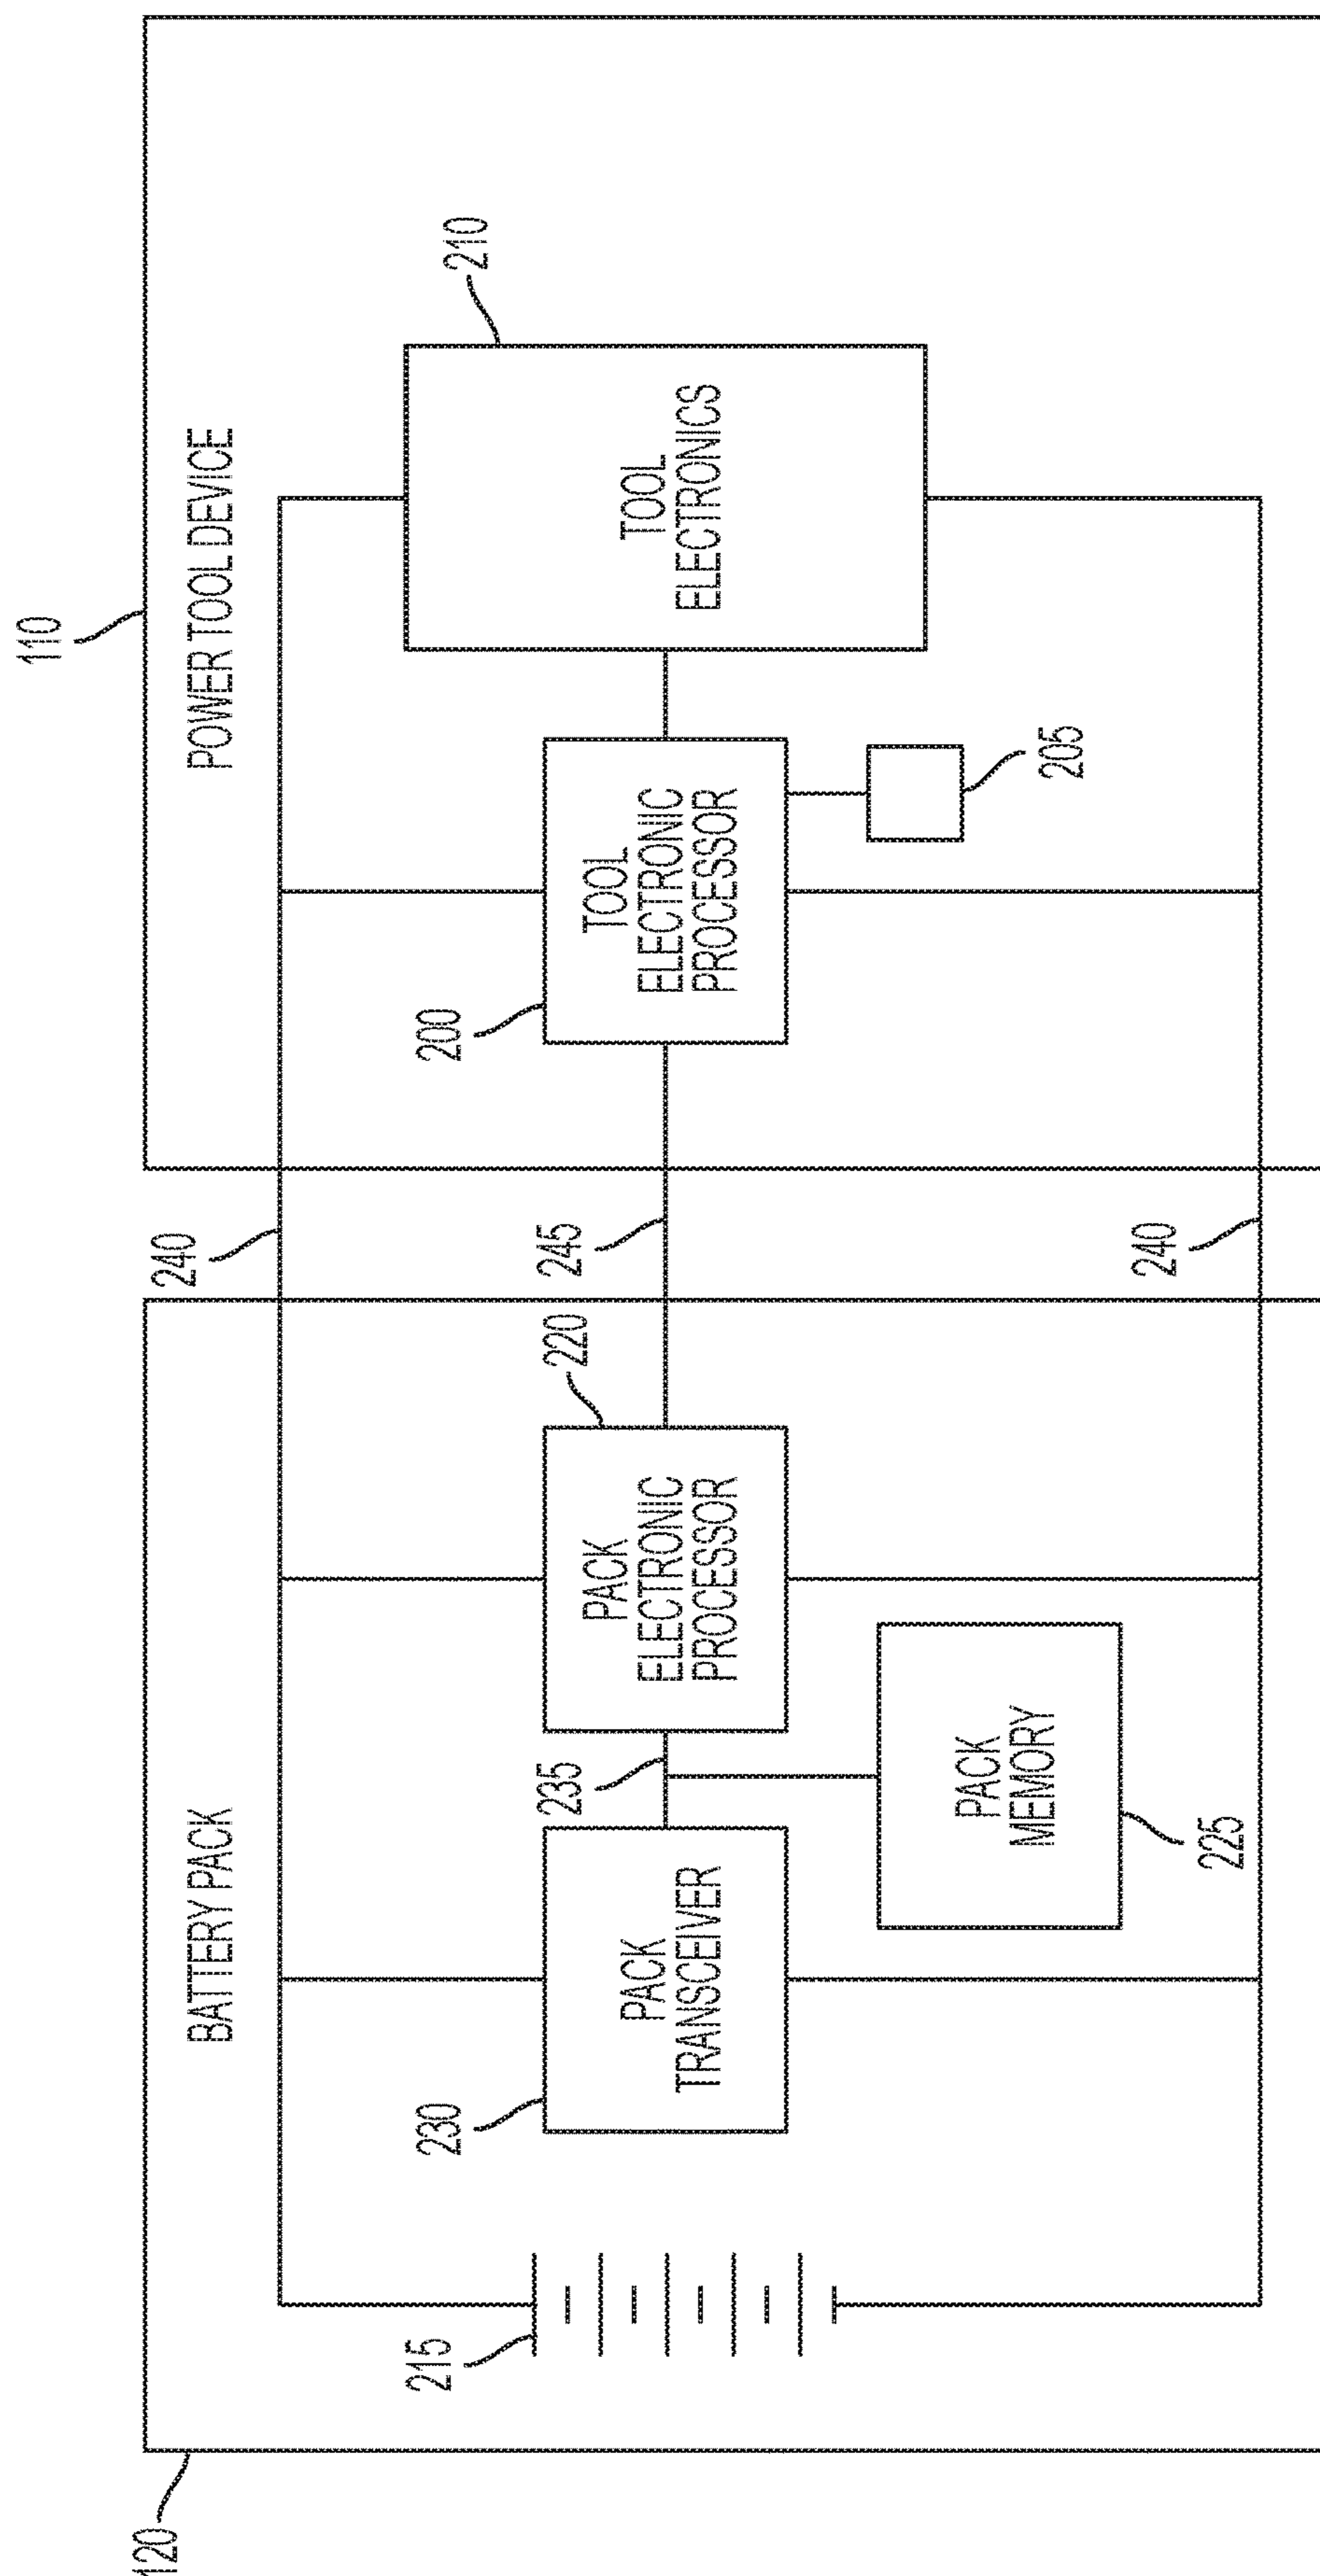 120
BATTERY PACK
215
230
PACK
TRANSCEIVER
235
PACK
MEMORY
225
PACK
ELECTRONIC
PROCESSOR
220
240
245
240
110
POWER TOOL DEVICE
200
TOOL
ELECTRONIC
PROCESSOR
205
TOOL
ELECTRONICS
210